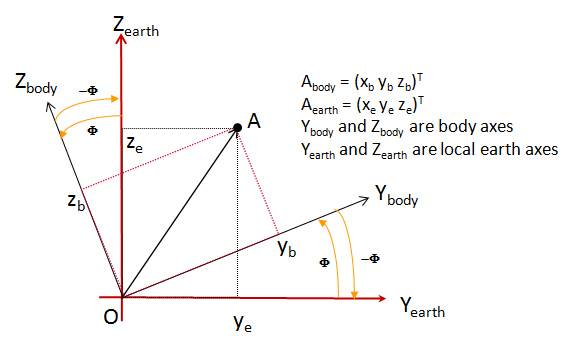 Z_earth
Z_body
−Φ
Φ
A
z_e
z_b
A_body = (x_b y_b z_b)^T
A_earth = (x_e y_e z_e)^T
Y_body and Z_body are body axes
Y_earth and Z_earth are local earth axes
Y_body
y_b
Φ
−Φ
O
y_e
Y_earth